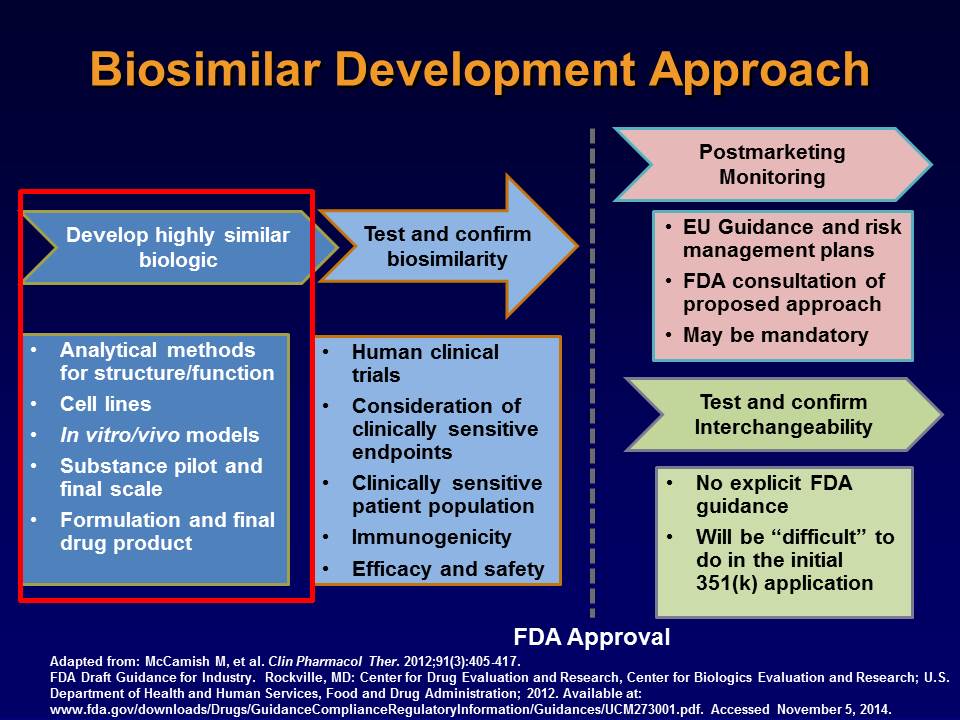 Biosimilar Development Approach
Develop highly similar
biologic
• Analytical methods
for structure/function
• Cell lines
• In vitro/vivo models
• Substance pilot and
final scale
• Formulation and final
drug product
Test and confirm
biosimilarity
• Human clinical
trials
• Consideration of
clinically sensitive
endpoints
• Clinically sensitive
patient population
• Immunogenicity
• Efficacy and safety
Postmarketing
Monitoring
• EU Guidance and risk
management plans
• FDA consultation of
proposed approach
• May be mandatory
Test and confirm
Interchangeability
• No explicit FDA
guidance
• Will be “difficult” to
do in the initial
351(k) application
FDA Approval
Adapted from: McCamish M, et al. Clin Pharmacol Ther. 2012;91(3):405-417.
FDA Draft Guidance for Industry. Rockville, MD: Center for Drug Evaluation and Research, Center for Biologics Evaluation and Research; U.S.
Department of Health and Human Services, Food and Drug Administration; 2012. Available at:
www.fda.gov/downloads/Drugs/GuidanceComplianceRegulatoryInformation/Guidances/UCM273001.pdf. Accessed November 5, 2014.